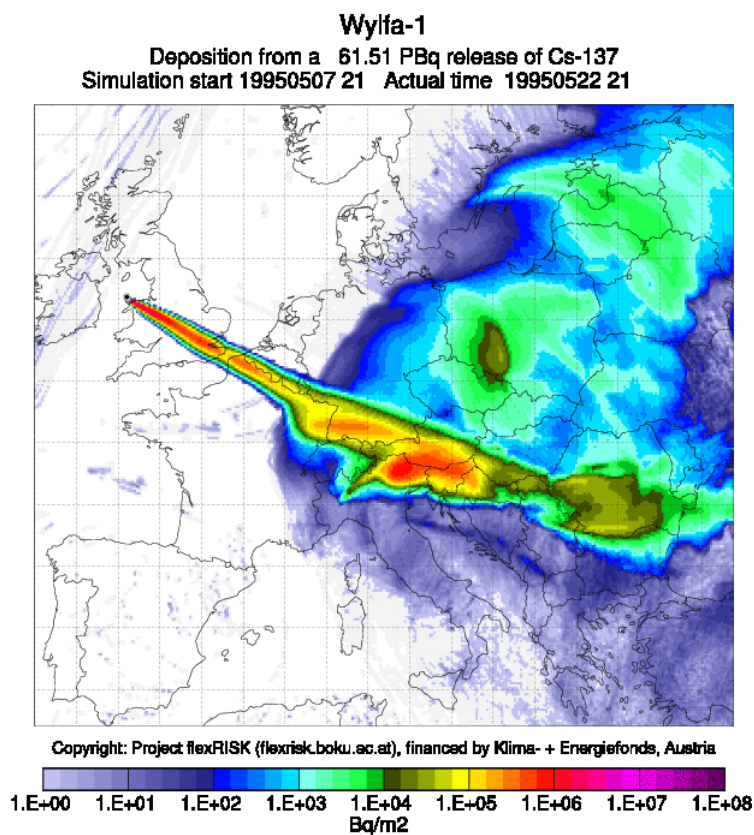 Wylfa-1
Deposition from a 61.51 PBq release of Cs-137
Simulation start 19950507 21 Actual time 19950522 21
Copyright: Project flexRISK (flexrisk.boku.ac.at), financed by Klima- + Energiefonds, Austria
1.E+00 1.E+01 1.E+02 1.E+03 1.E+04 1.E+05 1.E+06 1.E+07 1.E+08
Bq/m2